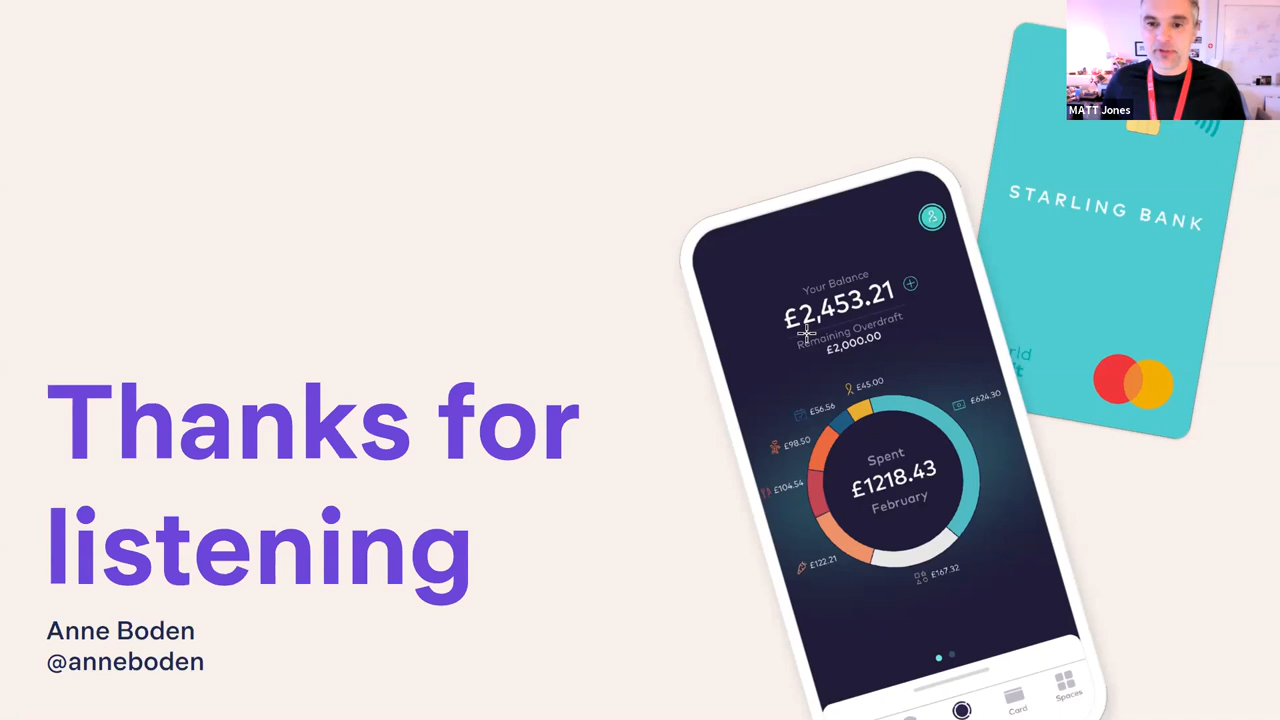 MATT Jones
STARLING BANK
Your Balance
£2,453.21
Remaining Overdraft
£2,000.00
£45.00
£56.56
£624.30
£98.50
Spent
£104.54
£1218.43
February
£122.21
£167.32
Thanks for
listening
Anne Boden
@anneboden
Card
Spaces